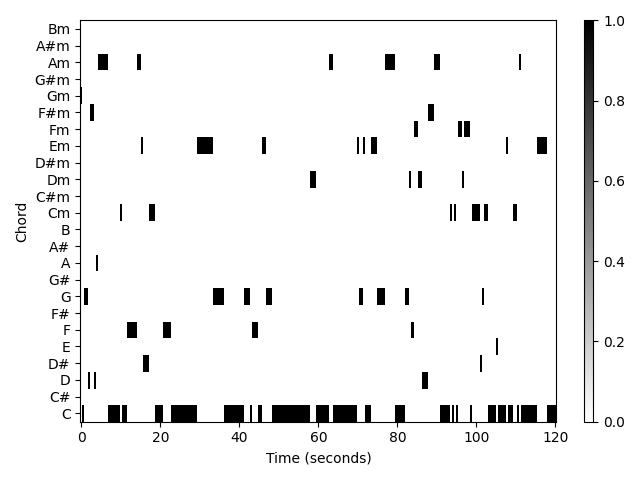 Bm
A#m
Am
G#m
Gm
F#m
Fm
Em
D#m
Dm
C#m
Cm
B
A#
A
G#
G
F#
F
E
D#
D
C#
C
Chord
0 20 40 60 80 100 120
Time (seconds)
1.0
0.8
0.6
0.4
0.2
0.0